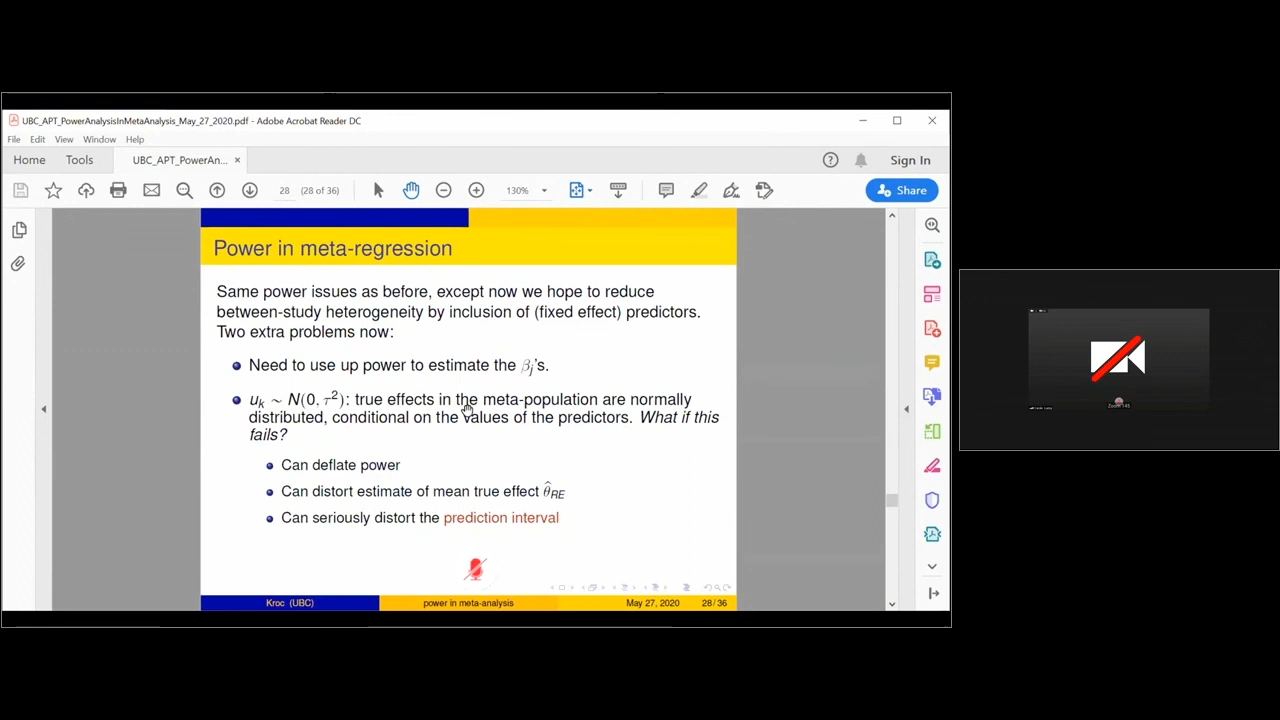 UBC_APT_PowerAnalysisInMetaAnalysis_May_27_2020.pdf - Adobe Acrobat Reader DC
File Edit View Window Help
Home Tools UBC_APT_PowerAn... × Sign In
28 (28 of 36) 130% Share
Power in meta-regression
Same power issues as before, except now we hope to reduce
between-study heterogeneity by inclusion of (fixed effect) predictors.
Two extra problems now:
Need to use up power to estimate the βj's.
uk ~ N(0, τ²): true effects in the meta-population are normally
distributed, conditional on the values of the predictors. What if this
fails?
Can deflate power
Can distort estimate of mean true effect θ̂RE
Can seriously distort the prediction interval
Kroc (UBC) power in meta-analysis May 27, 2020 28/36